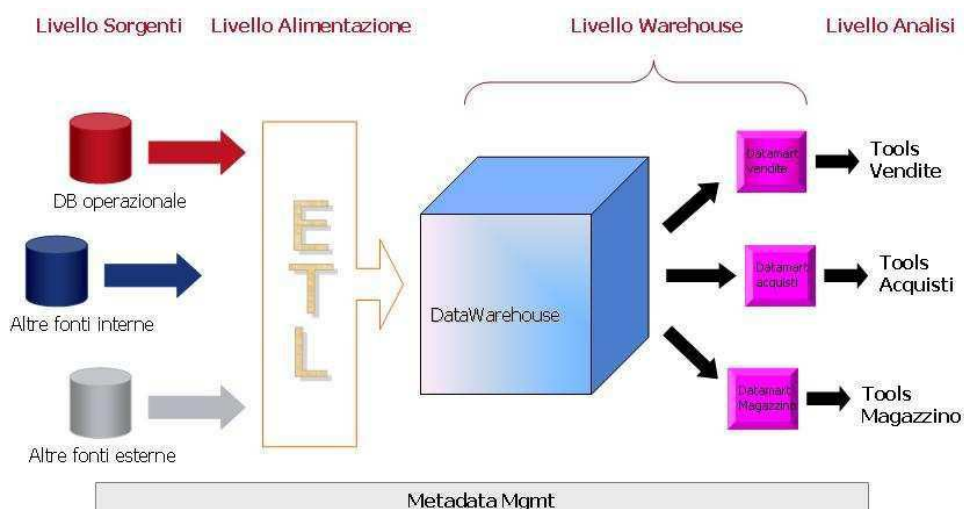 Livello Sorgenti
Livello Alimentazione
Livello Warehouse
Livello Analisi
DB operazionale
Altre fonti interne
Altre fonti esterne
ETL
DataWarehouse
Datamart
vendite
Tools
Vendite
Datamart
acquisti
Tools
Acquisti
Datamart
Magazzino
Tools
Magazzino
Metadata Mgmt